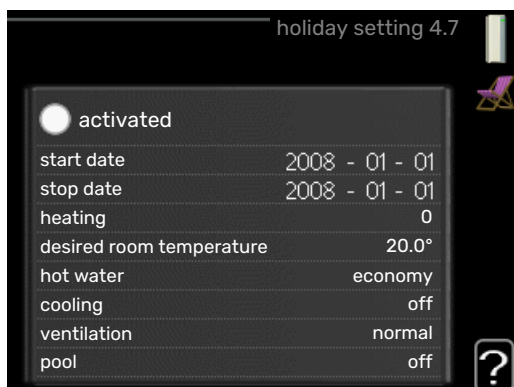 holiday setting 4.7
activated
start date 2008 - 01 - 01
stop date 2008 - 01 - 01
heating 0
desired room temperature 20.0°
hot water economy
cooling off
ventilation normal
pool off
?